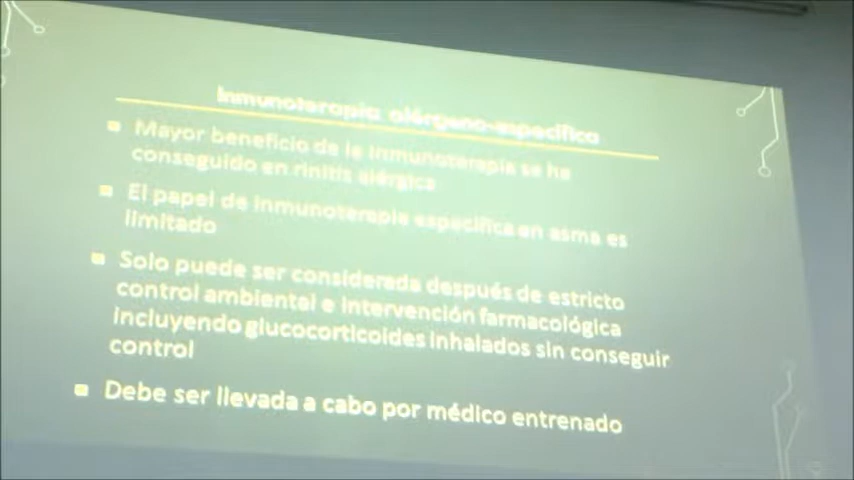 Inmunoterapia alérgeno-específica
Mayor beneficio de la inmunoterapia se ha
conseguido en rinitis alérgica
El papel de inmunoterapia específica en asma es
limitado
Solo puede ser considerada después de estricto
control ambiental e intervención farmacológica
incluyendo glucocorticoides inhalados sin conseguir
control
Debe ser llevada a cabo por médico entrenado